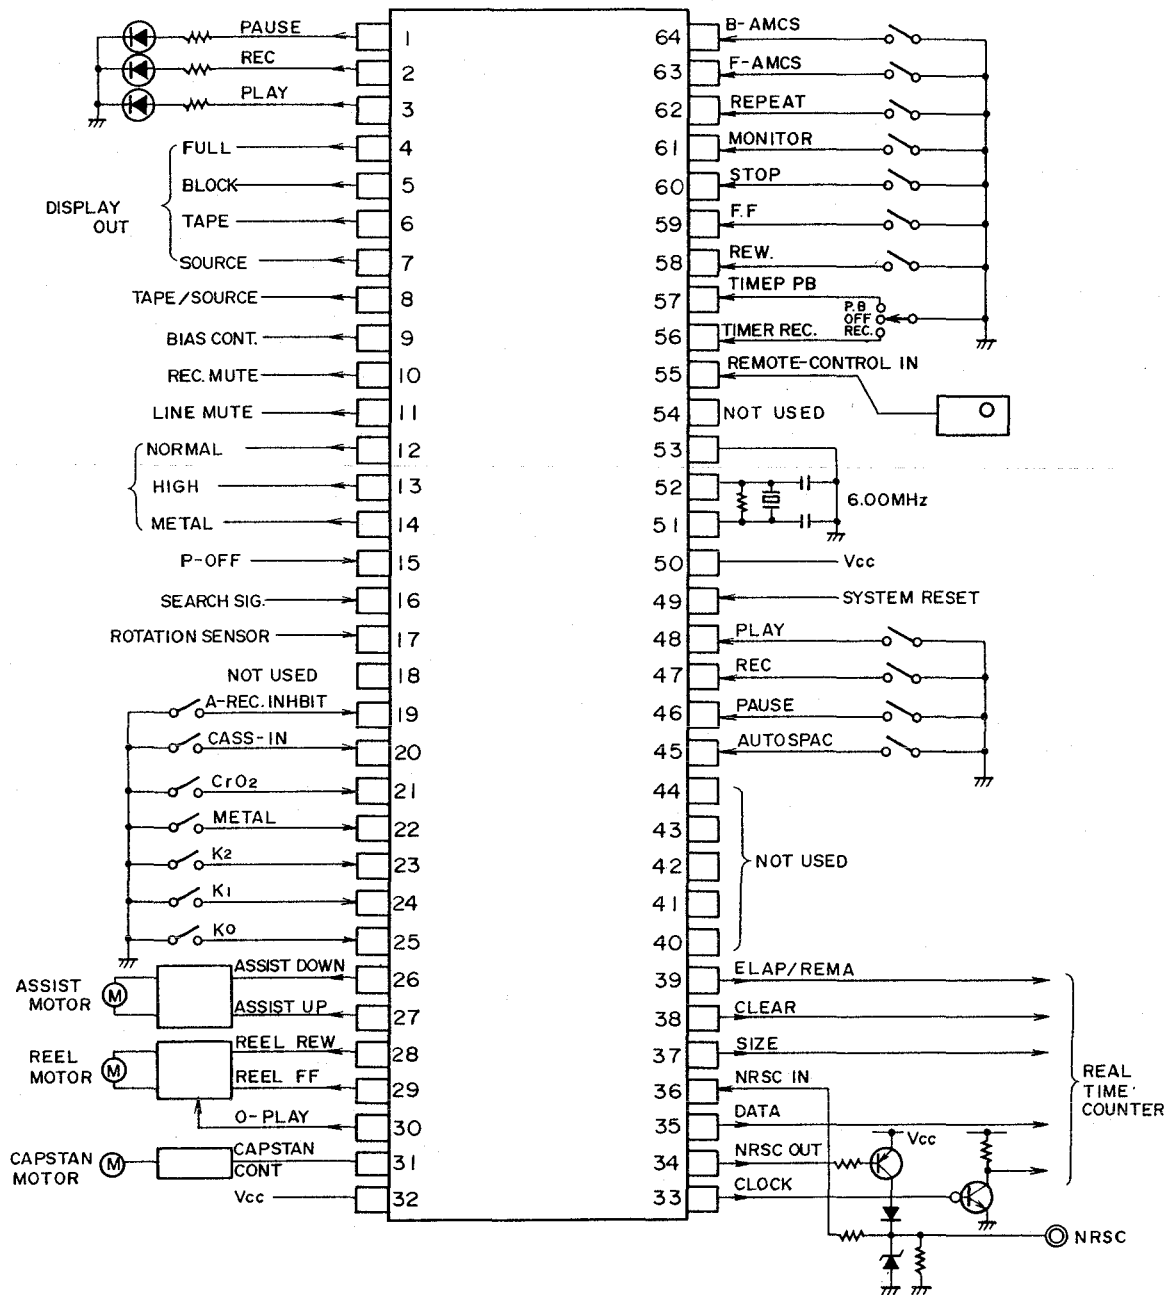 PAUSE
1
REC
2
PLAY
3
FULL
4
BLOCK
5
DISPLAY
OUT
TAPE
6
SOURCE
7
TAPE/SOURCE
8
BIAS CONT.
9
REC. MUTE
10
LINE MUTE
11
NORMAL
12
HIGH
13
METAL
14
P-OFF
15
SEARCH SIG.
16
ROTATION SENSOR
17
NOT USED
18
A-REC. INHBIT
19
CASS-IN
20
CrO2
21
METAL
22
K2
23
K1
24
K0
25
ASSIST DOWN
26
ASSIST
MOTOR
M
ASSIST UP
27
REEL REW
28
REEL
MOTOR
M
REEL FF
29
O-PLAY
30
CAPSTAN
CONT
31
CAPSTAN
MOTOR
M
Vcc
32
64
B-AMCS
63
F-AMCS
62
REPEAT
61
MONITOR
60
STOP
59
F.F
58
REW.
57
TIMEP PB
P.B
OFF
REC.
56
TIMER REC.
55
REMOTE-CONTROL IN
54
NOT USED
53
52
6.00MHz
51
50
Vcc
49
SYSTEM RESET
48
PLAY
47
REC
46
PAUSE
45
AUTOSPAC
44
43
42
NOT USED
41
40
39
ELAP/REMA
38
CLEAR
37
SIZE
36
NRSC IN
REAL
TIME
COUNTER
35
DATA
Vcc
34
NRSC OUT
33
CLOCK
NRSC